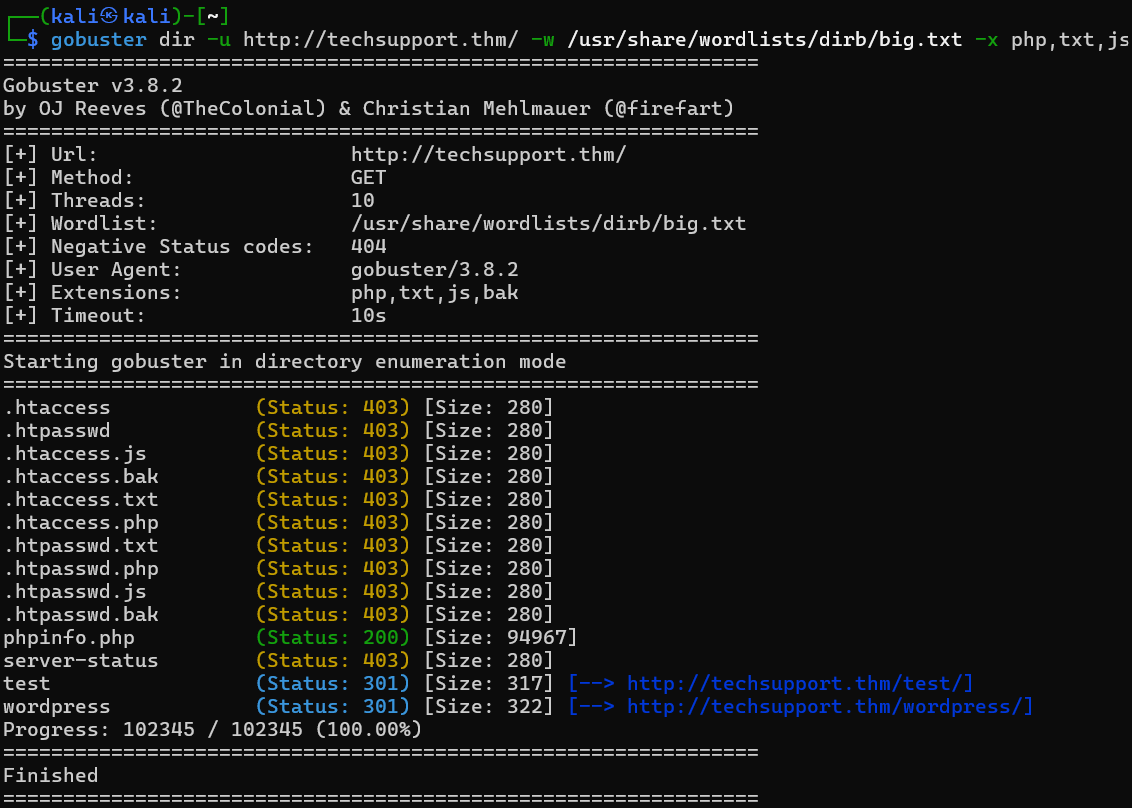 ┌──(kali㉿kali)-[~]
└─$ gobuster dir -u http://techsupport.thm/ -w /usr/share/wordlists/dirb/big.txt -x php,txt,js
===============================================================
Gobuster v3.8.2
by OJ Reeves (@TheColonial) & Christian Mehlmauer (@firefart)
===============================================================
[+] Url:                     http://techsupport.thm/
[+] Method:                  GET
[+] Threads:                 10
[+] Wordlist:                /usr/share/wordlists/dirb/big.txt
[+] Negative Status codes:   404
[+] User Agent:              gobuster/3.8.2
[+] Extensions:              php,txt,js,bak
[+] Timeout:                 10s
===============================================================
Starting gobuster in directory enumeration mode
===============================================================
.htaccess            (Status: 403) [Size: 280]
.htpasswd            (Status: 403) [Size: 280]
.htaccess.js         (Status: 403) [Size: 280]
.htaccess.bak        (Status: 403) [Size: 280]
.htaccess.txt        (Status: 403) [Size: 280]
.htaccess.php        (Status: 403) [Size: 280]
.htpasswd.txt        (Status: 403) [Size: 280]
.htpasswd.php        (Status: 403) [Size: 280]
.htpasswd.js         (Status: 403) [Size: 280]
.htpasswd.bak        (Status: 403) [Size: 280]
phpinfo.php          (Status: 200) [Size: 94967]
server-status        (Status: 403) [Size: 280]
test                 (Status: 301) [Size: 317] [--> http://techsupport.thm/test/]
wordpress            (Status: 301) [Size: 322] [--> http://techsupport.thm/wordpress/]
Progress: 102345 / 102345 (100.00%)
===============================================================
Finished
===============================================================